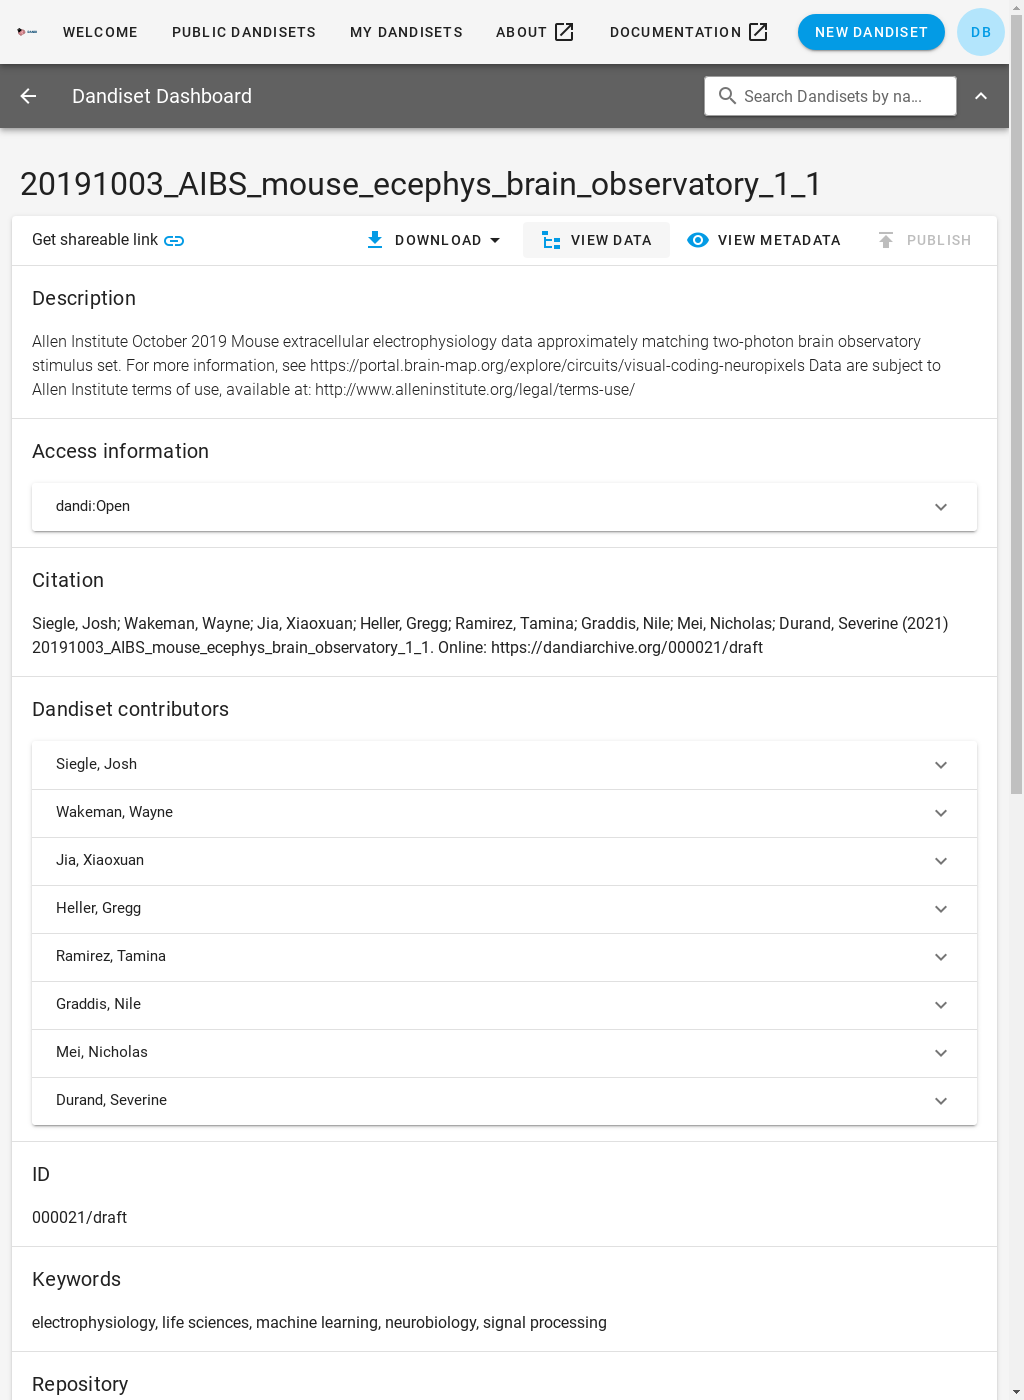 WELCOME PUBLIC DANDISETS MY DANDISETS ABOUT DOCUMENTATION NEW DANDISET DB
Dandiset Dashboard Search Dandisets by na...
20191003_AIBS_mouse_ecephys_brain_observatory_1_1
Get shareable link DOWNLOAD VIEW DATA VIEW METADATA PUBLISH
Description
Allen Institute October 2019 Mouse extracellular electrophysiology data approximately matching two-photon brain observatory
stimulus set. For more information, see https://portal.brain-map.org/explore/circuits/visual-coding-neuropixels Data are subject to
Allen Institute terms of use, available at: http://www.alleninstitute.org/legal/terms-use/
Access information
dandi:Open
Citation
Siegle, Josh; Wakeman, Wayne; Jia, Xiaoxuan; Heller, Gregg; Ramirez, Tamina; Graddis, Nile; Mei, Nicholas; Durand, Severine (2021)
20191003_AIBS_mouse_ecephys_brain_observatory_1_1. Online: https://dandiarchive.org/000021/draft
Dandiset contributors
Siegle, Josh
Wakeman, Wayne
Jia, Xiaoxuan
Heller, Gregg
Ramirez, Tamina
Graddis, Nile
Mei, Nicholas
Durand, Severine
ID
000021/draft
Keywords
electrophysiology, life sciences, machine learning, neurobiology, signal processing
Repository